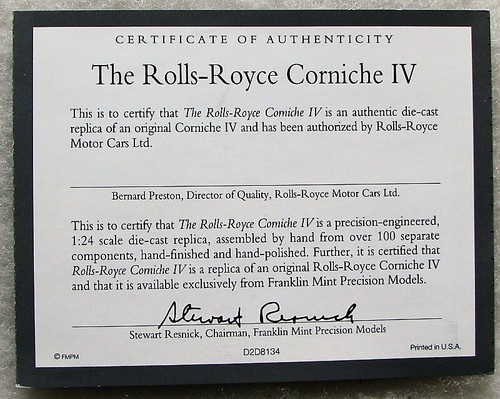 CERTIFICATE OF AUTHENTICITY
The Rolls-Royce Corniche IV
This is to certify that The Rolls-Royce Corniche IV is an authentic die-cast
replica of an original Corniche IV and has been authorized by Rolls-Royce
Motor Cars Ltd.
Bernard Preston, Director of Quality, Rolls-Royce Motor Cars Ltd.
This is to certify that The Rolls-Royce Corniche IV is a precision-engineered,
1:24 scale die-cast replica, assembled by hand from over 100 separate
components, hand-finished and hand-polished. Further, it is certified that
Rolls-Royce Corniche IV is a replica of an original Rolls-Royce Corniche IV
and that it is available exclusively from Franklin Mint Precision Models.
Stewart Resnick
Stewart Resnick, Chairman, Franklin Mint Precision Models
© FMPM
D2D8134
Printed in U.S.A.